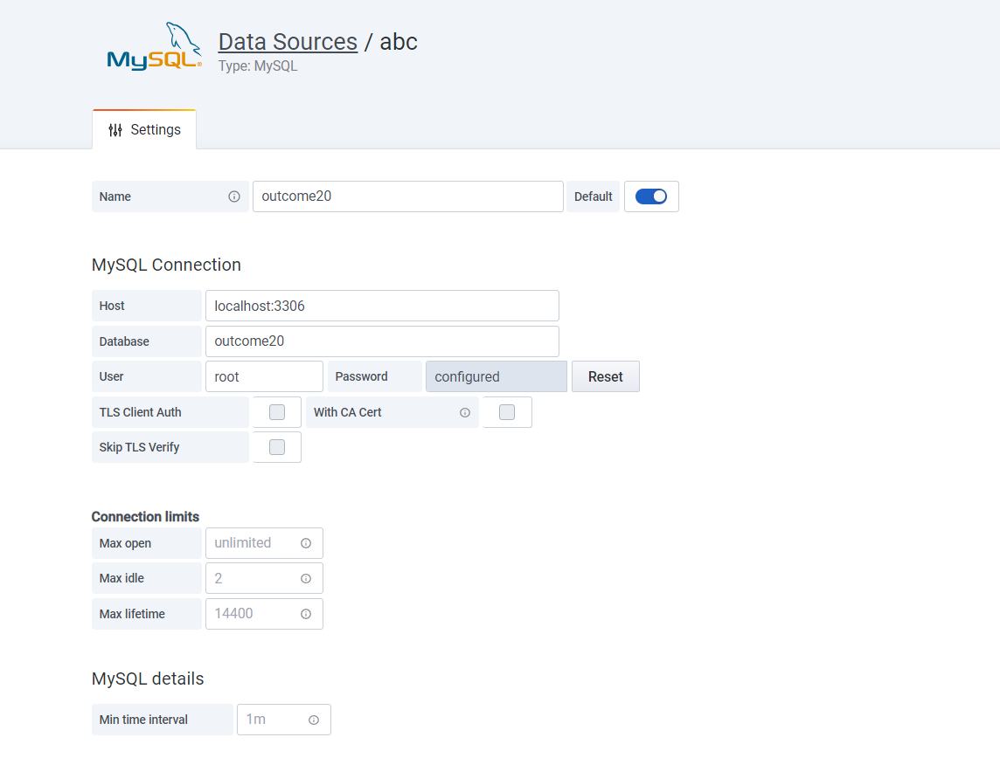 MySQL®
Data Sources / abc
Type: MySQL
Settings
Name outcome20 Default
MySQL Connection
Host localhost:3306
Database outcome20
User root Password configured Reset
TLS Client Auth With CA Cert
Skip TLS Verify
Connection limits
Max open unlimited
Max idle 2
Max lifetime 14400
MySQL details
Min time interval 1m